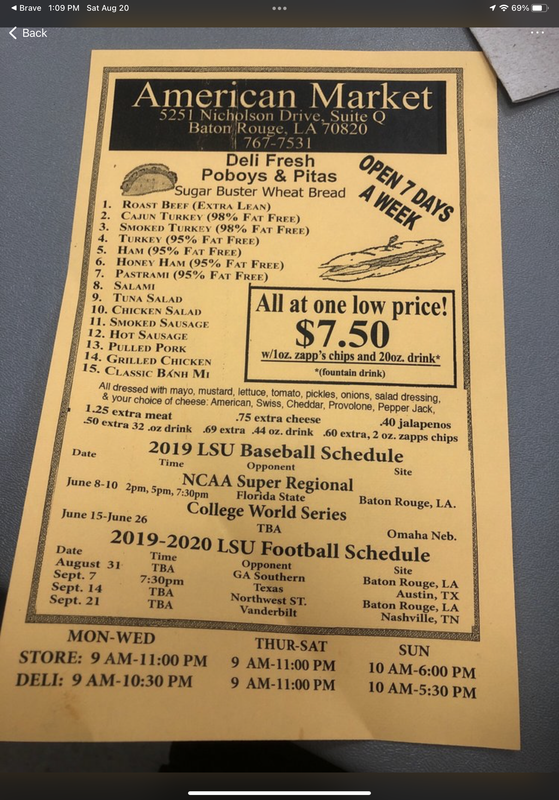 Brave 1:09 PM Sat Aug 20
69%
Back
American Market
5251 Nicholson Drive, Suite Q
Baton Rouge, LA 70820
767-7531
Deli Fresh
Poboys & Pitas
Sugar Buster Wheat Bread
OPEN 7 DAYS
A WEEK
1. Roast Beef (Extra Lean)
2. Cajun Turkey (98% Fat Free)
3. Smoked Turkey (98% Fat Free)
4. Turkey (95% Fat Free)
5. Ham (95% Fat Free)
6. Honey Ham (95% Fat Free)
7. Pastrami (95% Fat Free)
8. Salami
9. Tuna Salad
10. Chicken Salad
11. Smoked Sausage
12. Hot Sausage
13. Pulled Pork
14. Grilled Chicken
15. Classic Bánh Mì
All at one low price!
$7.50
w/1oz. zapp's chips and 20oz. drink*
*(fountain drink)
All dressed with mayo, mustard, lettuce, tomato, pickles, onions, salad dressing,
& your choice of cheese: American, Swiss, Cheddar, Provolone, Pepper Jack,
1.25 extra meat .75 extra cheese .40 jalapenos
.50 extra 32 .oz drink .69 extra .44 oz. drink .60 extra, 2 oz. zapps chips
2019 LSU Baseball Schedule
Date Time Opponent Site
NCAA Super Regional
June 8-10 2pm, 5pm, 7:30pm Florida State Baton Rouge, LA.
College World Series
June 15-June 26 TBA Omaha Neb.
2019-2020 LSU Football Schedule
Date Time Opponent Site
August 31 TBA GA Southern Baton Rouge, LA
Sept. 7 7:30pm Texas Austin, TX
Sept. 14 TBA Northwest ST. Baton Rouge, LA
Sept. 21 TBA Vanderbilt Nashville, TN
MON-WED THUR-SAT SUN
STORE: 9 AM-11:00 PM 9 AM-11:00 PM 10 AM-6:00 PM
DELI: 9 AM-10:30 PM 9 AM-11:00 PM 10 AM-5:30 PM